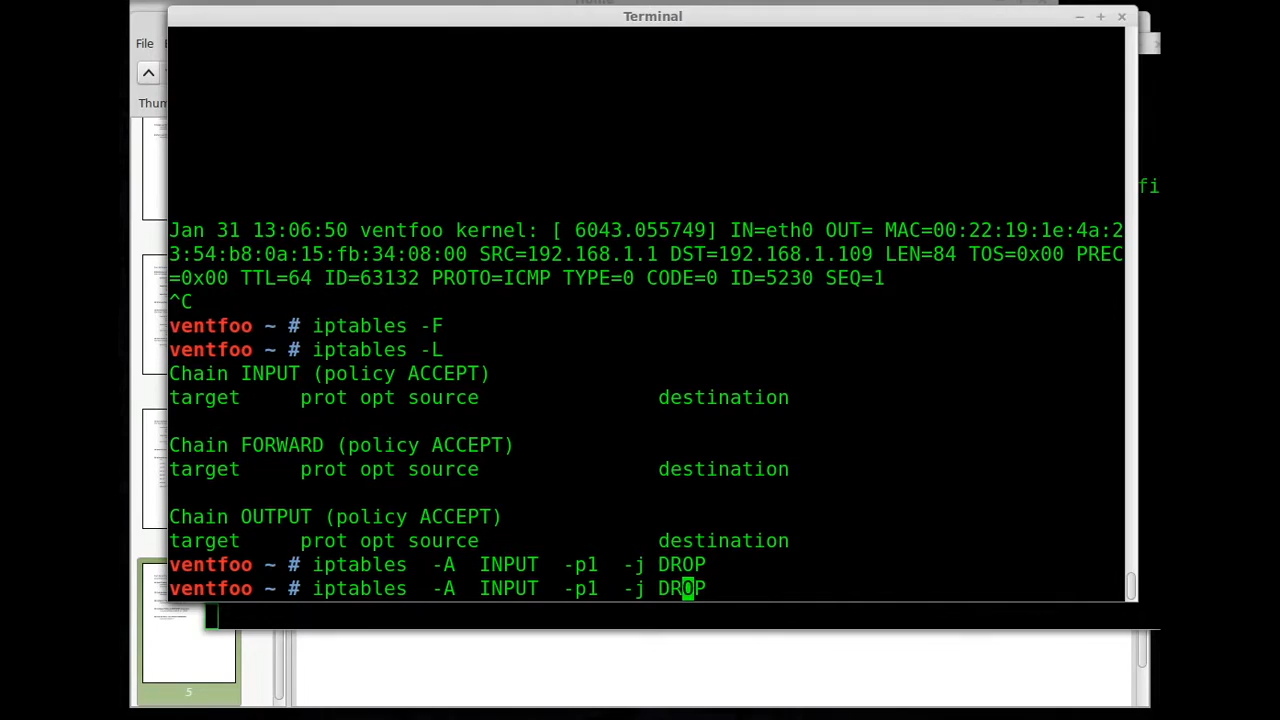 Terminal
File
Thum
fi
Jan 31 13:06:50 ventfoo kernel: [ 6043.055749] IN=eth0 OUT= MAC=00:22:19:1e:4a:2
3:54:b8:0a:15:fb:34:08:00 SRC=192.168.1.1 DST=192.168.1.109 LEN=84 TOS=0x00 PREC
=0x00 TTL=64 ID=63132 PROTO=ICMP TYPE=0 CODE=0 ID=5230 SEQ=1
^C
ventfoo ~ # iptables -F
ventfoo ~ # iptables -L
Chain INPUT (policy ACCEPT)
target     prot opt source               destination
Chain FORWARD (policy ACCEPT)
target     prot opt source               destination
Chain OUTPUT (policy ACCEPT)
target     prot opt source               destination
ventfoo ~ # iptables  -A  INPUT  -p1  -j DROP
ventfoo ~ # iptables  -A  INPUT  -p1  -j DROP
5